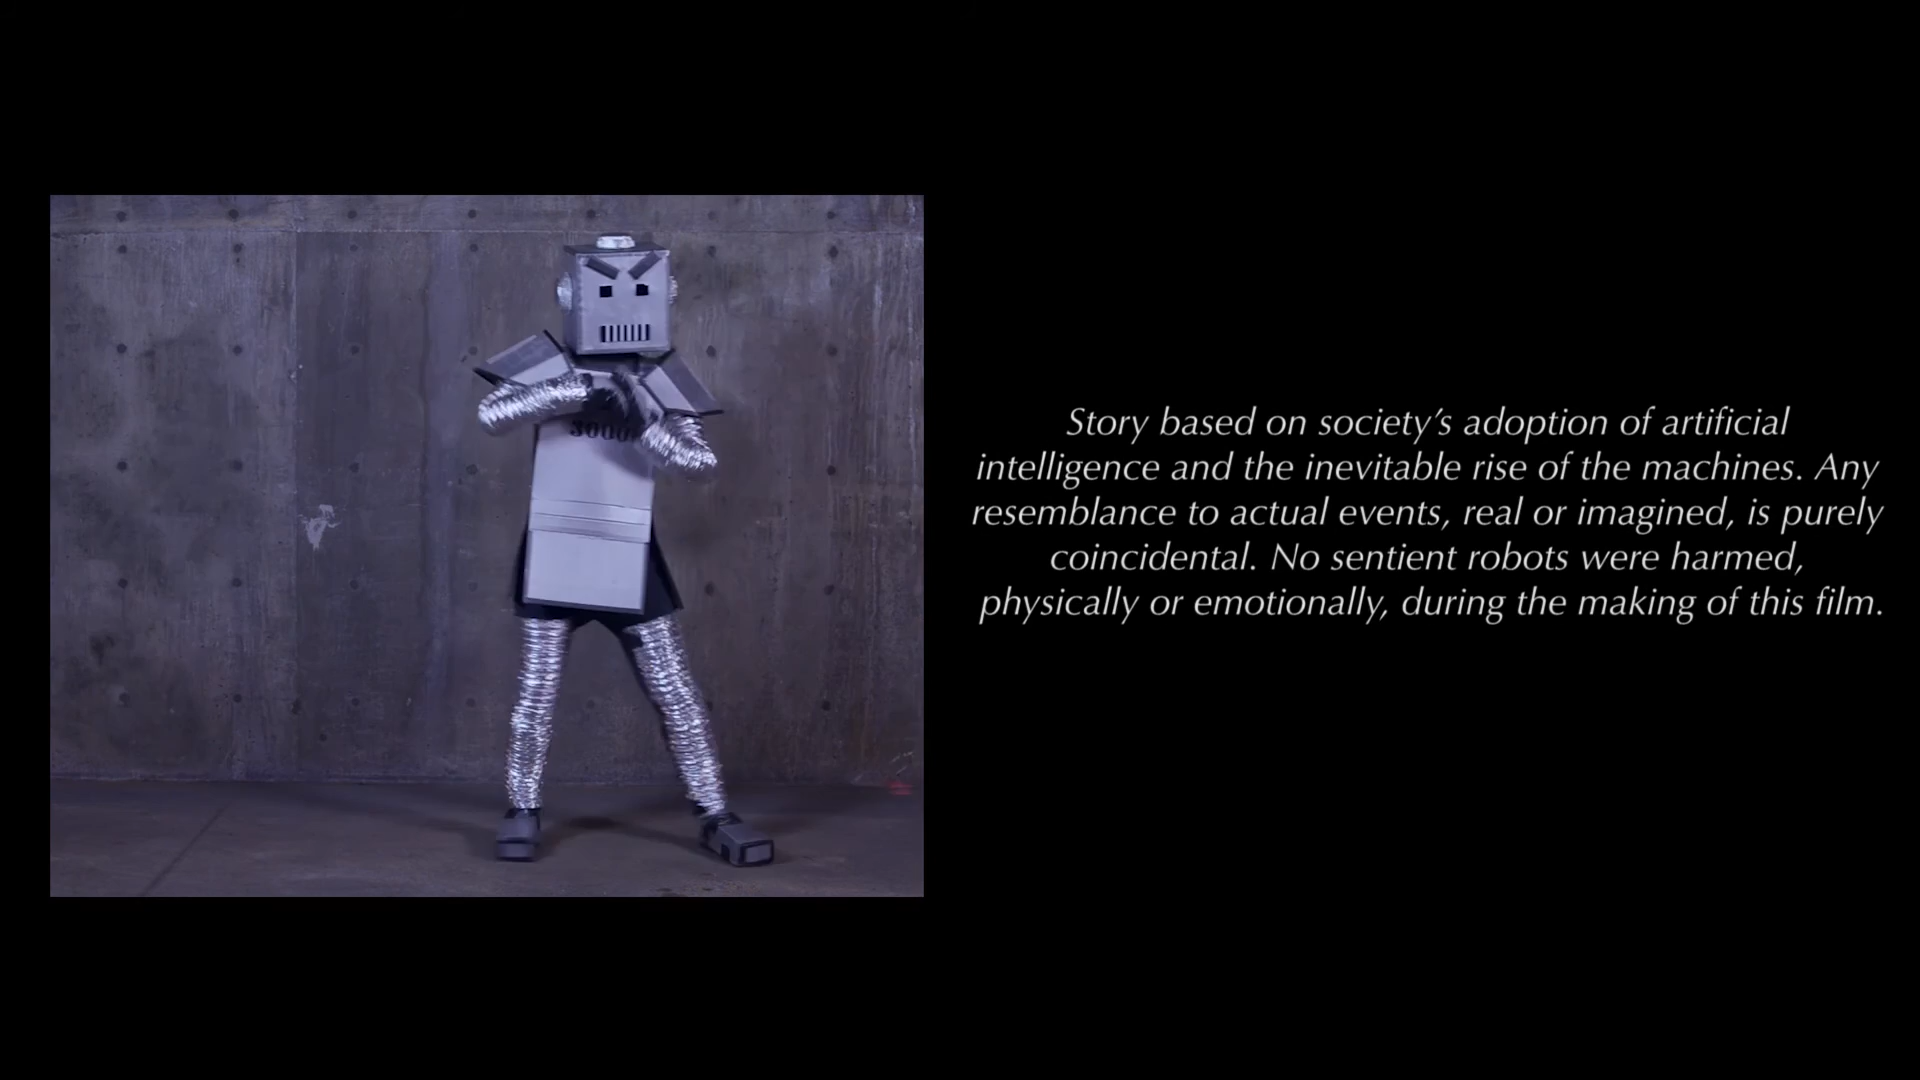 3000
Story based on society’s adoption of artificial
intelligence and the inevitable rise of the machines. Any
resemblance to actual events, real or imagined, is purely
coincidental. No sentient robots were harmed,
physically or emotionally, during the making of this film.